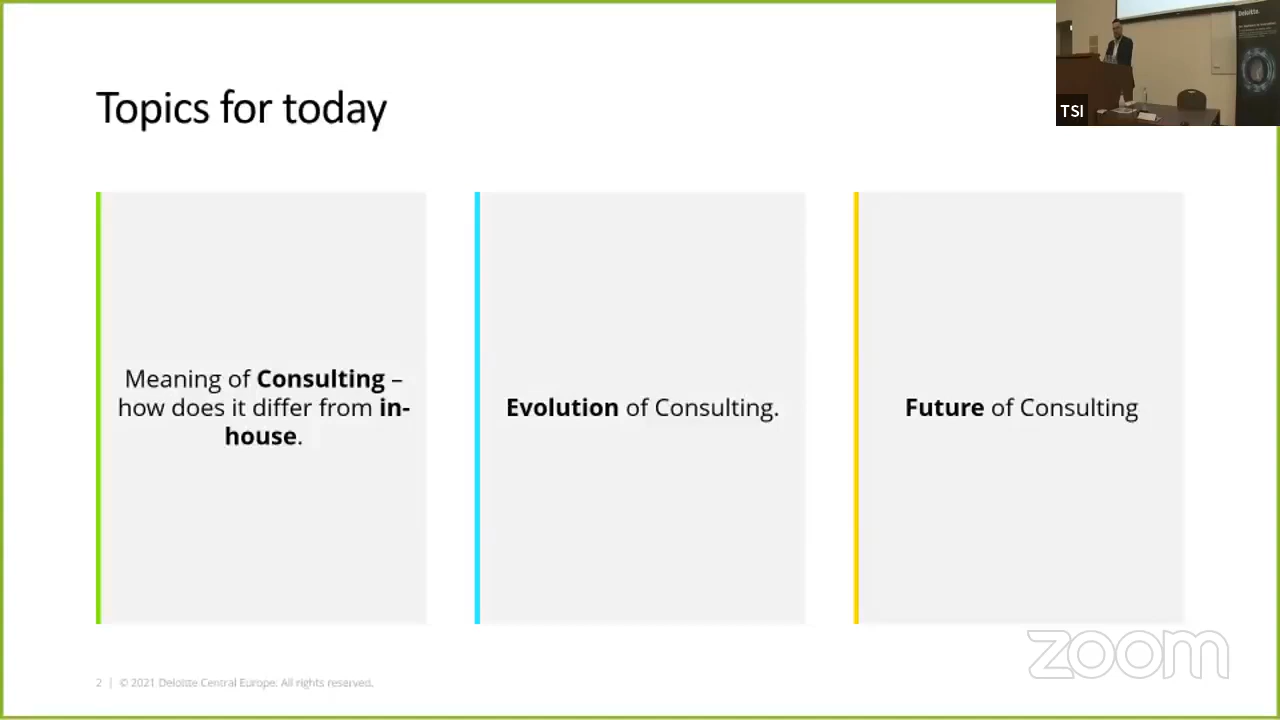 Topics for today
Deloitte
TSI
Meaning of Consulting –
how does it differ from in-
house.
Evolution of Consulting.
Future of Consulting
zoom
2 | © 2021 Deloitte Central Europe. All rights reserved.